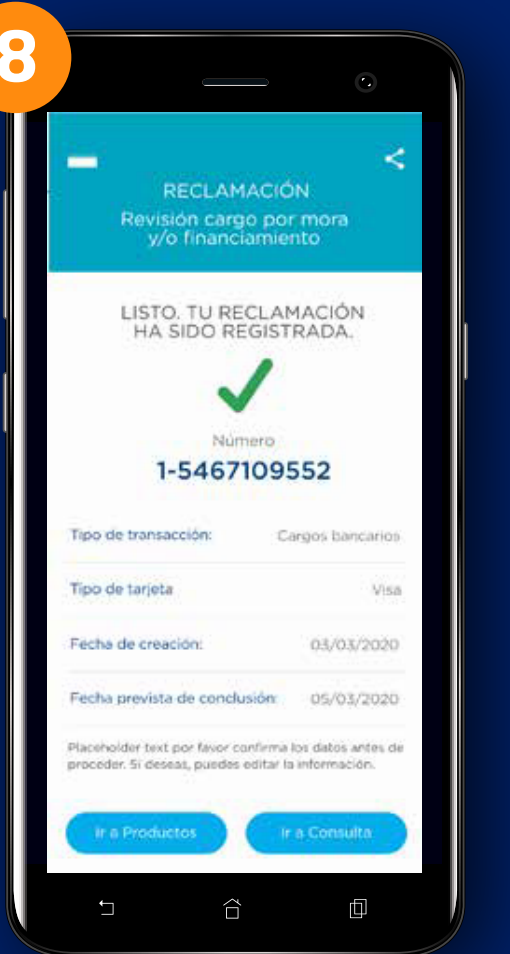 8
RECLAMACIÓN
Revisión cargo por mora
y/o financiamiento
LISTO. TU RECLAMACIÓN
HA SIDO REGISTRADA.
Número
1-5467109552
Tipo de transacción: Cargos bancarios
Tipo de tarjeta Visa
Fecha de creación: 03/03/2020
Fecha prevista de conclusión: 05/03/2020
Placeholder text por favor confirma los datos antes de
proceder. Si deseas, puedes editar la información.
Ir a Productos Ir a Consulta